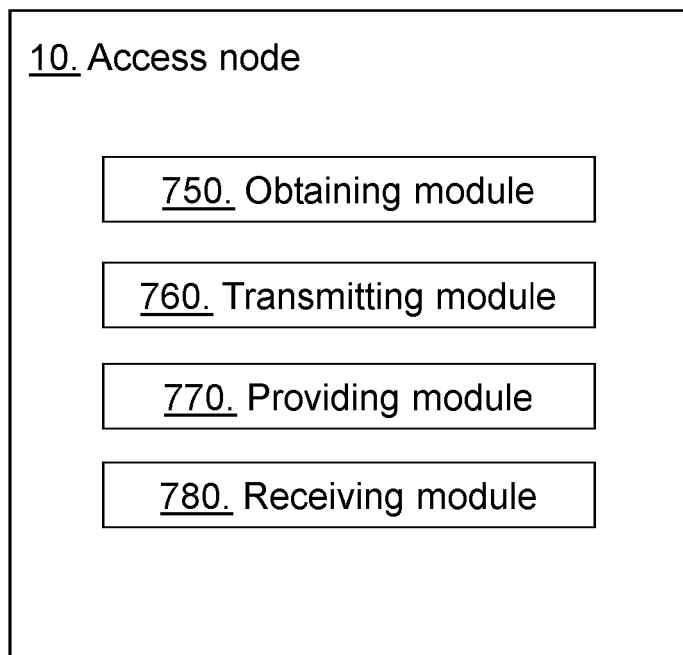 10. Access node
750. Obtaining module
760. Transmitting module
770. Providing module
780. Receiving module